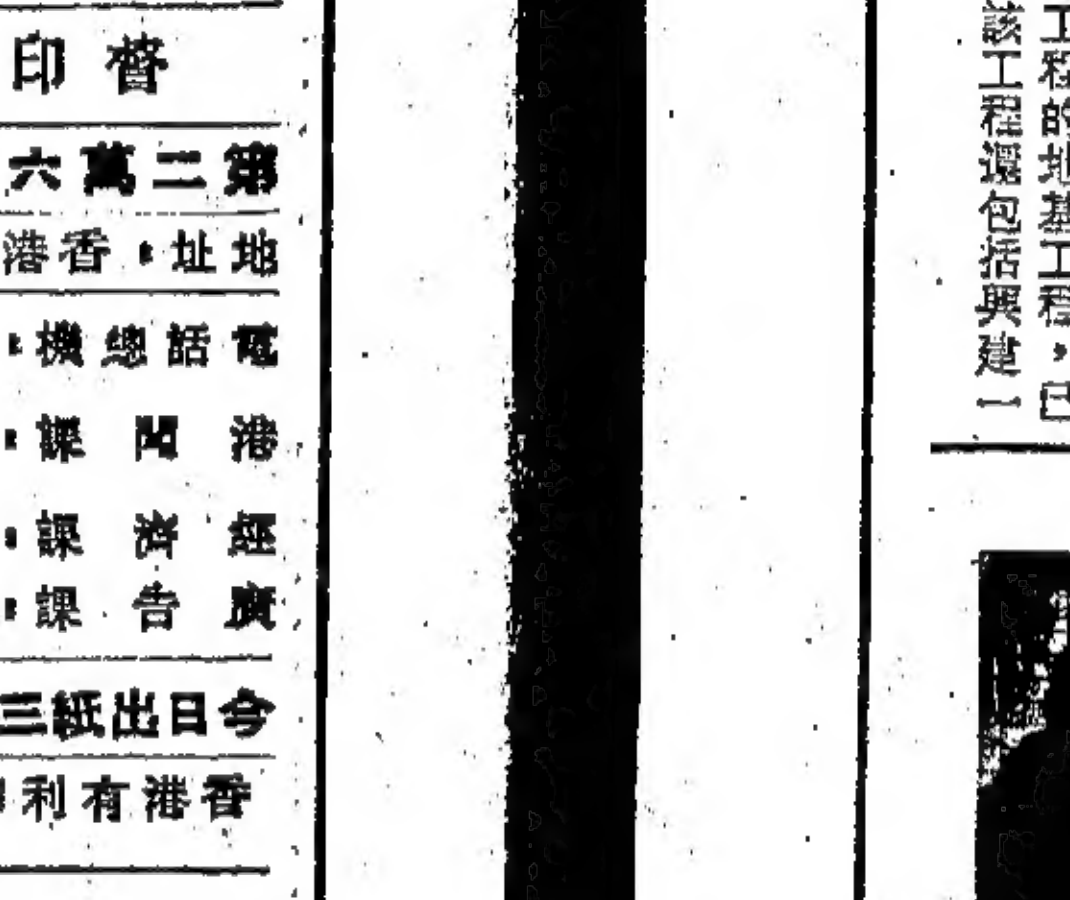 督印
第二萬六
地址：香港
電話總機：
港聞課：
經濟課：
廣告課：
今日出紙三
香港有利
工程的地基工程，已
該工程還包括興建一